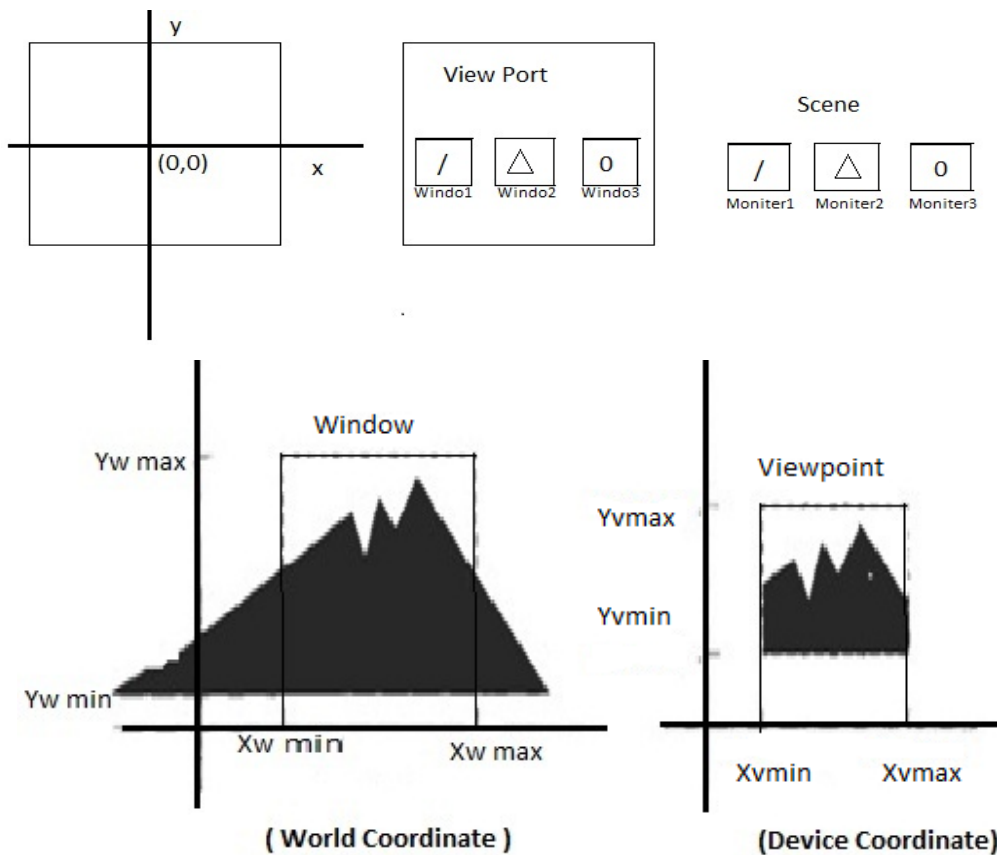 y
(0,0)
x
View Port
/ △ 0
Windo1 Windo2 Windo3
Scene
/ △ 0
Moniter1 Moniter2 Moniter3
Window
Yw max
Yw min
Xw min
Xw max
( World Coordinate )
Viewpoint
Yvmax
Yvmin
Xvmin Xvmax
(Device Coordinate)